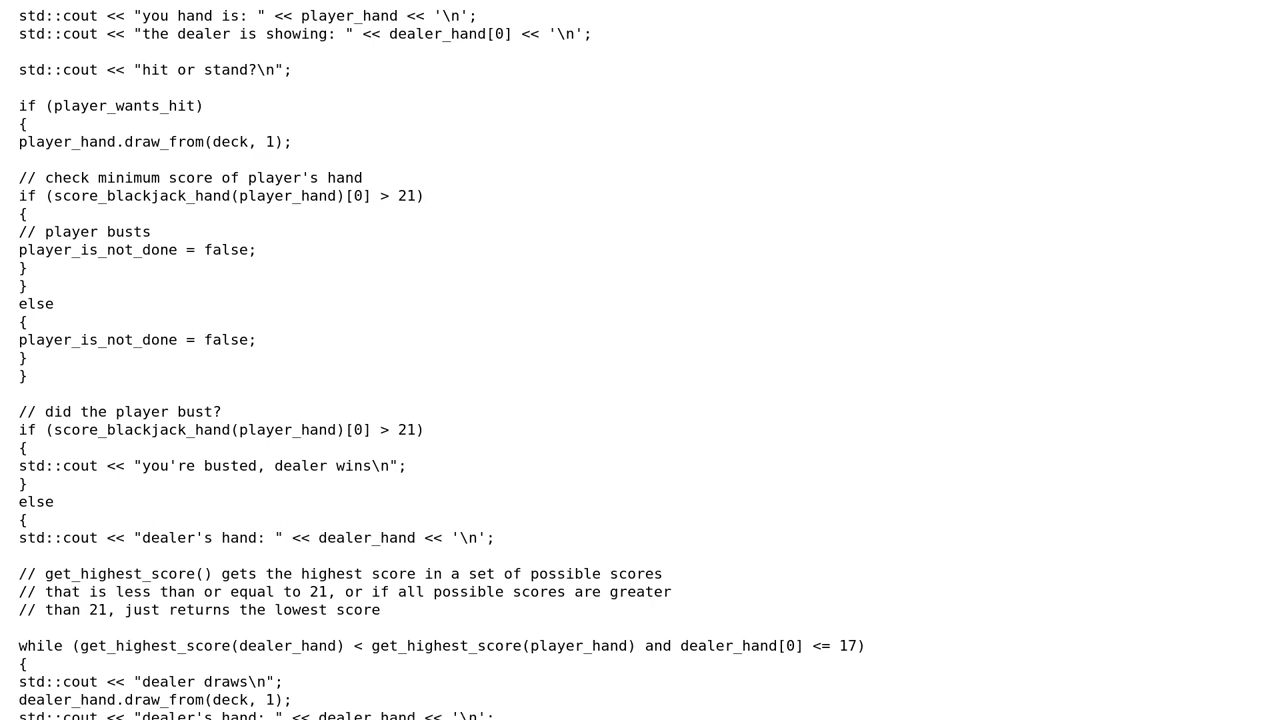 std::cout << "you hand is: " << player_hand << '\n';
std::cout << "the dealer is showing: " << dealer_hand[0] << '\n';

std::cout << "hit or stand?\n";

if (player_wants_hit)
{
player_hand.draw_from(deck, 1);

// check minimum score of player's hand
if (score_blackjack_hand(player_hand)[0] > 21)
{
// player busts
player_is_not_done = false;
}
}
else
{
player_is_not_done = false;
}
}

// did the player bust?
if (score_blackjack_hand(player_hand)[0] > 21)
{
std::cout << "you're busted, dealer wins\n";
}
else
{
std::cout << "dealer's hand: " << dealer_hand << '\n';

// get_highest_score() gets the highest score in a set of possible scores
// that is less than or equal to 21, or if all possible scores are greater
// than 21, just returns the lowest score

while (get_highest_score(dealer_hand) < get_highest_score(player_hand) and dealer_hand[0] <= 17)
{
std::cout << "dealer draws\n";
dealer_hand.draw_from(deck, 1);
std::cout << "dealer's hand: " << dealer_hand << '\n';